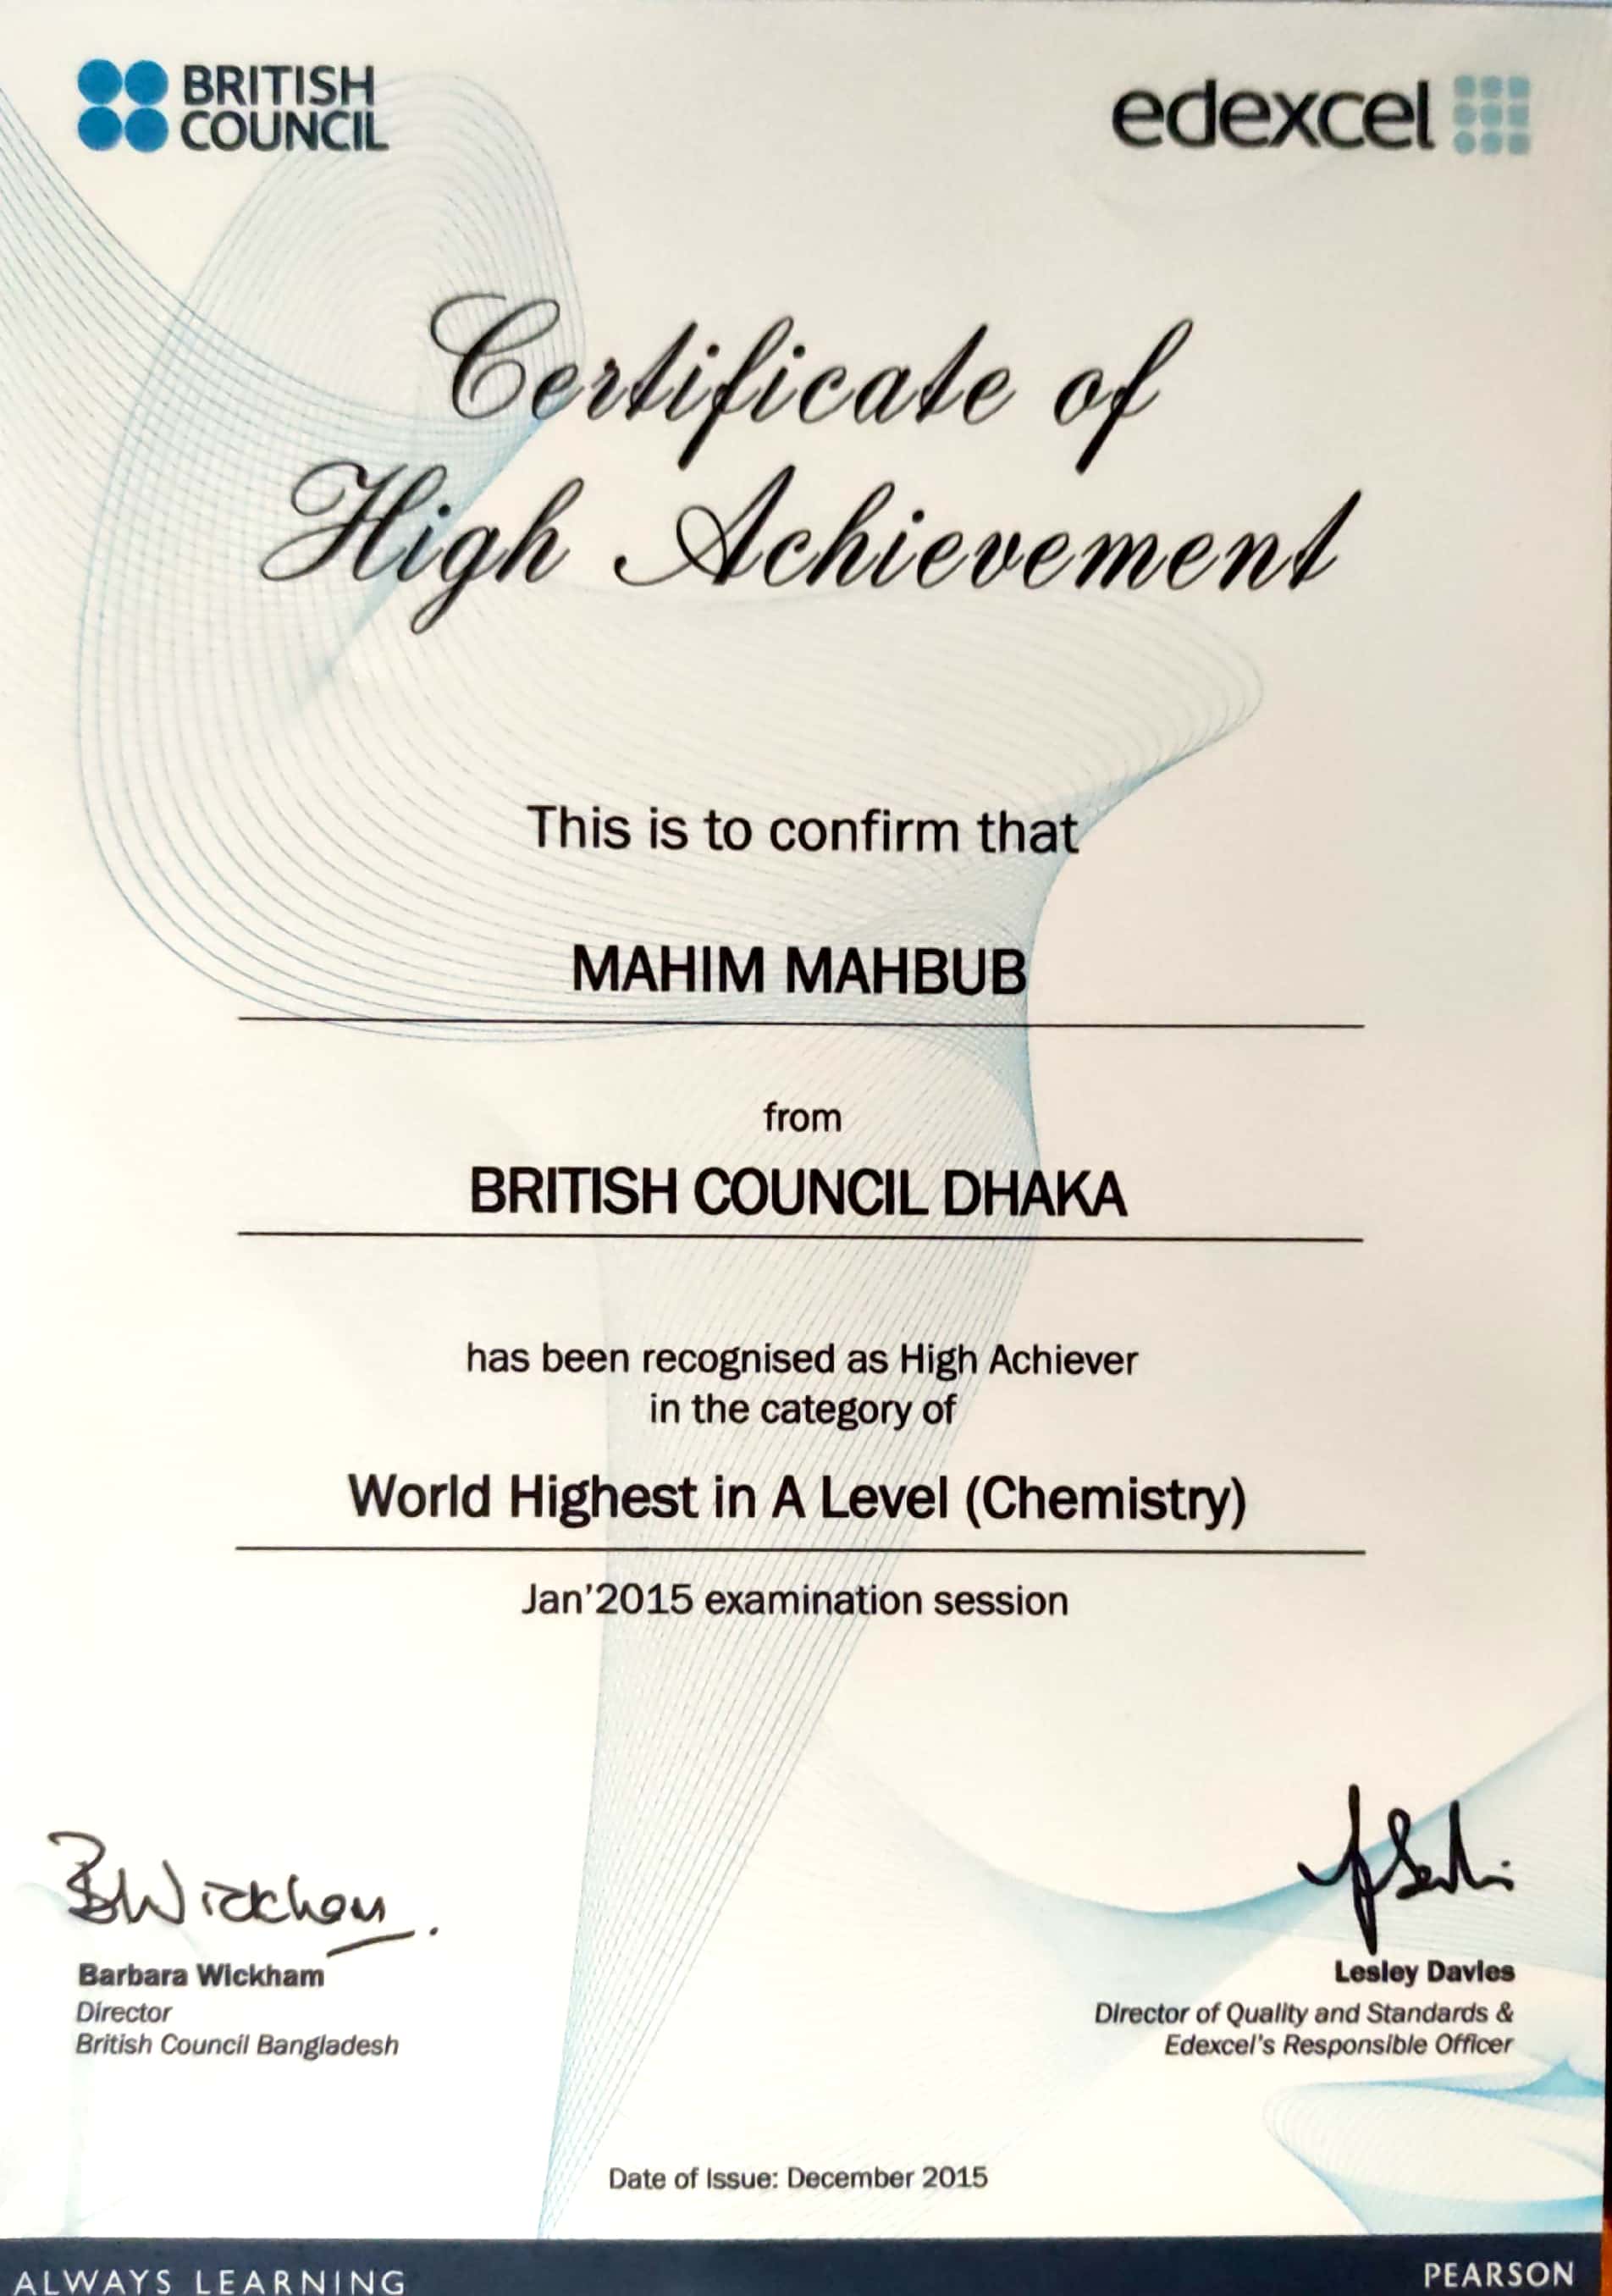 BRITISH
COUNCIL
edexcel
Certificate of
High Achievement
This is to confirm that
MAHIM MAHBUB
from
BRITISH COUNCIL DHAKA
has been recognised as High Achiever
in the category of
World Highest in A Level (Chemistry)
Jan'2015 examination session
BWickham
Barbara Wickham
Director
British Council Bangladesh
Lesley Davies
Director of Quality and Standards &
Edexcel's Responsible Officer
Date of Issue: December 2015
ALWAYS LEARNING
PEARSON